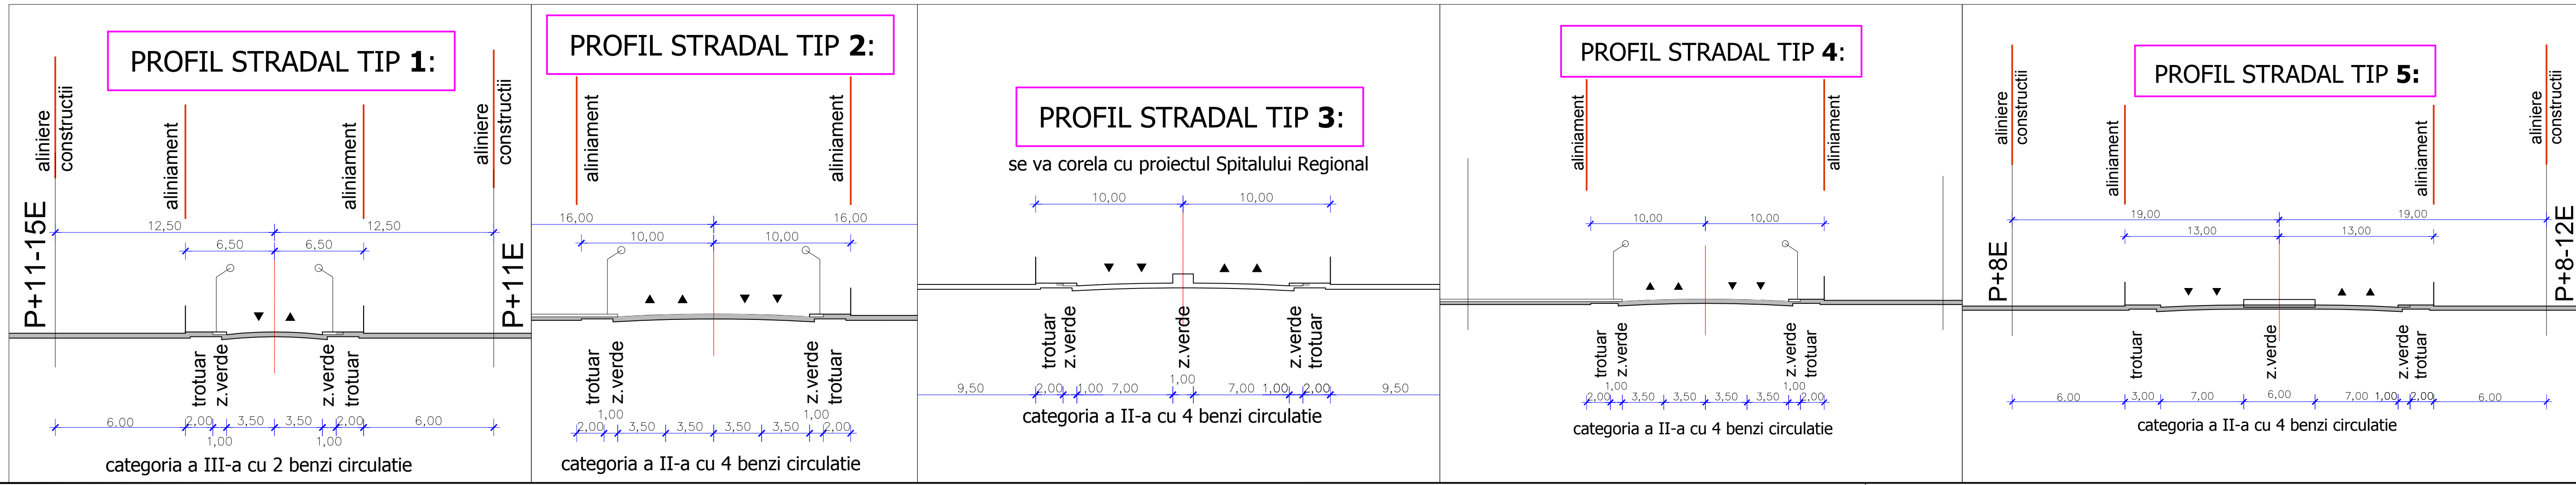 PROFIL STRADAL TIP 1:
aliniere
constructii
aliniament
aliniament
aliniere
constructii
P+11-15E
P+11E
12,50
12,50
6,50
6,50
trotuar
z.verde
z.verde
trotuar
6.00
2,00
1,00
3,50
3,50
1,00
2,00
6,00
categoria a III-a cu 2 benzi circulatie
PROFIL STRADAL TIP 2:
aliniament
aliniament
16,00
16,00
10,00
10,00
trotuar
z.verde
z.verde
trotuar
1,00
1,00
2,00
3,50
3,50
3,50
3,50
2,00
categoria a II-a cu 4 benzi circulatie
PROFIL STRADAL TIP 3:
se va corela cu proiectul Spitalului Regional
10,00
10,00
trotuar
z.verde
z.verde
z.verde
trotuar
9,50
2,00
1,00
7,00
1,00
7,00
1,00
2,00
9,50
categoria a II-a cu 4 benzi circulatie
PROFIL STRADAL TIP 4:
aliniament
aliniament
10,00
10,00
trotuar
z.verde
z.verde
trotuar
1,00
1,00
2,00
3,50
3,50
3,50
3,50
2,00
categoria a II-a cu 4 benzi circulatie
PROFIL STRADAL TIP 5:
aliniere
constructii
aliniament
aliniament
aliniere
constructii
P+8E
P+8-12E
19,00
19,00
13,00
13,00
trotuar
z.verde
z.verde
trotuar
6.00
3,00
7,00
6,00
7,00
1,00
2,00
6,00
categoria a II-a cu 4 benzi circulatie